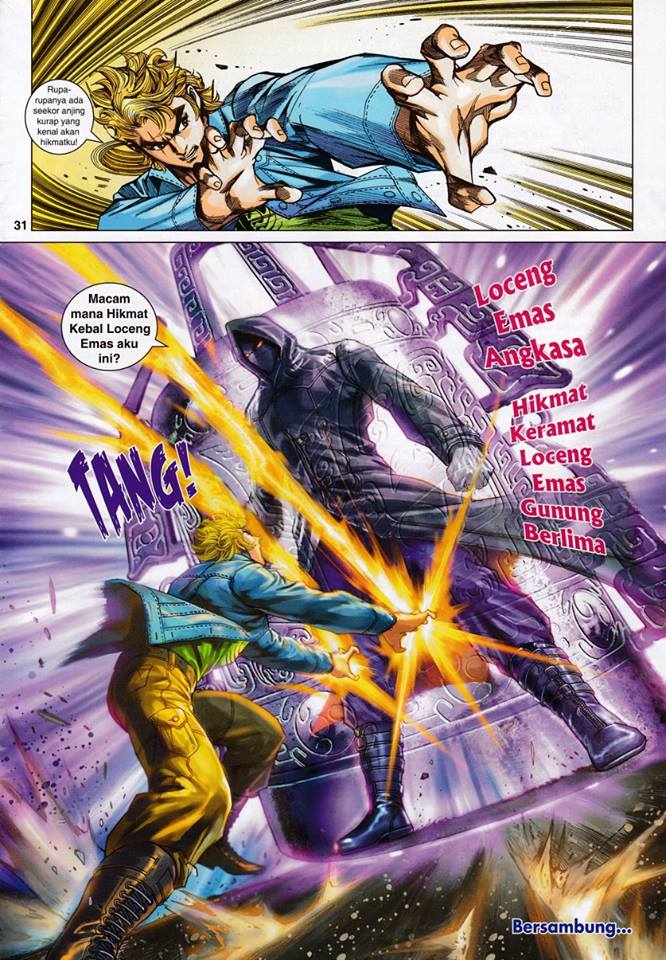 Rupa-
rupanya ada
seekor anjing
kurap yang
kenal akan
hikmatku!
31
Macam
mana Hikmat
Kebal Loceng
Emas aku
ini?
Loceng
Emas
Angkasa
Hikmat
Keramat
Loceng
Emas
Gunung
Berlima
TANG!
Bersambung...